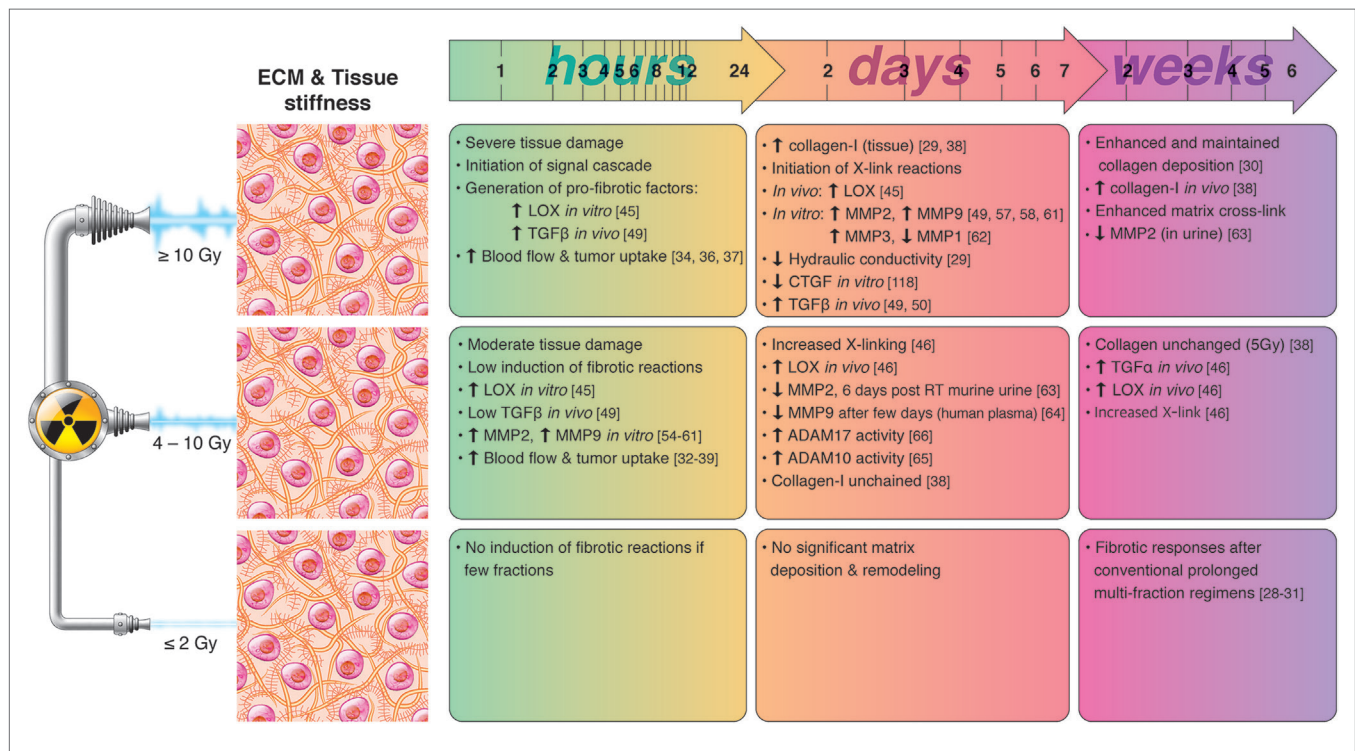 ECM & Tissue
stiffness
hours
1 2 3 4 5 6 8 12 24
days
2 3 4 5 6 7
weeks
2 3 4 5 6
≥ 10 Gy
• Severe tissue damage
• Initiation of signal cascade
• Generation of pro-fibrotic factors:
↑ LOX in vitro [45]
↑ TGFβ in vivo [49]
• ↑ Blood flow & tumor uptake [34, 36, 37]
• ↑ collagen-I (tissue) [29, 38]
• Initiation of X-link reactions
• In vivo: ↑ LOX [45]
• In vitro: ↑ MMP2, ↑ MMP9 [49, 57, 58, 61]
↑ MMP3, ↓ MMP1 [62]
• ↓ Hydraulic conductivity [29]
• ↓ CTGF in vitro [118]
• ↑ TGFβ in vivo [49, 50]
• Enhanced and maintained
collagen deposition [30]
• ↑ collagen-I in vivo [38]
• Enhanced matrix cross-link
• ↓ MMP2 (in urine) [63]
4 – 10 Gy
• Moderate tissue damage
• Low induction of fibrotic reactions
• ↑ LOX in vitro [45]
• Low TGFβ in vivo [49]
• ↑ MMP2, ↑ MMP9 in vitro [54-61]
• ↑ Blood flow & tumor uptake [32-39]
• Increased X-linking [46]
• ↑ LOX in vivo [46]
• ↓ MMP2, 6 days post RT murine urine [63]
• ↓ MMP9 after few days (human plasma) [64]
• ↑ ADAM17 activity [66]
• ↑ ADAM10 activity [65]
• Collagen-I unchained [38]
• Collagen unchanged (5Gy) [38]
• ↑ TGFα in vivo [46]
• ↑ LOX in vivo [46]
• Increased X-link [46]
≤ 2 Gy
• No induction of fibrotic reactions if
few fractions
• No significant matrix
deposition & remodeling
• Fibrotic responses after
conventional prolonged
multi-fraction regimens [28-31]